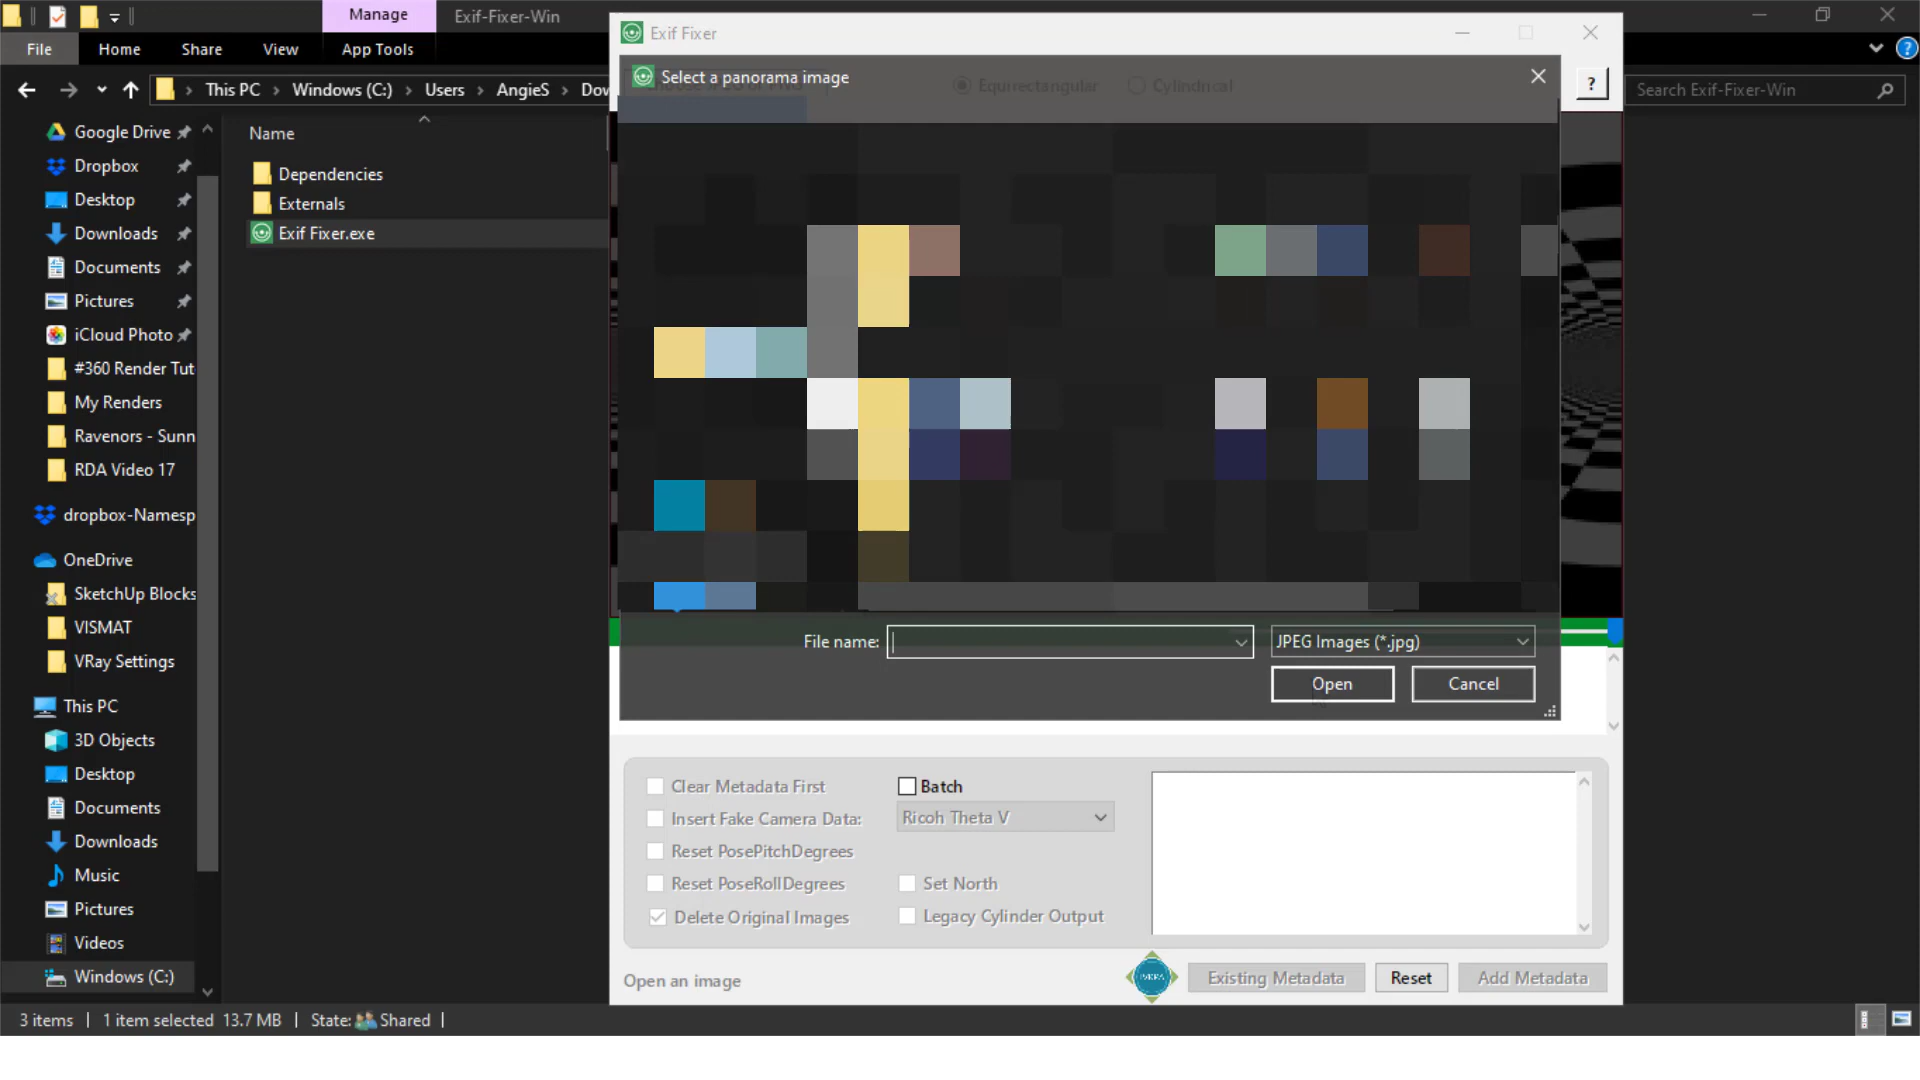 Manage
Exif-Fixer-Win
File
Home
Share
View
App Tools
This PC
Windows (C:)
Users
AngieS
Dow
Search Exif-Fixer-Win
Google Drive
Dropbox
Desktop
Downloads
Documents
Pictures
iCloud Photo
#360 Render Tut
My Renders
Ravenors - Sunn
RDA Video 17
dropbox-Namesp
OneDrive
SketchUp Blocks
VISMAT
VRay Settings
This PC
3D Objects
Desktop
Documents
Downloads
Music
Pictures
Videos
Windows (C:)
Name
Dependencies
Externals
Exif Fixer.exe
Exif Fixer
Select a panorama image
Equirectangular
Cylindrical
?
File name:
JPEG Images (*.jpg)
Open
Cancel
Clear Metadata First
Batch
Insert Fake Camera Data:
Ricoh Theta V
Reset PosePitchDegrees
Reset PoseRollDegrees
Set North
Delete Original Images
Legacy Cylinder Output
Open an image
Existing Metadata
Reset
Add Metadata
3 items
1 item selected 13.7 MB
State: Shared